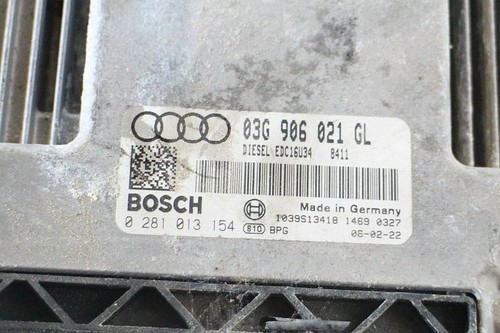 03G 906 021 GL
DIESEL EDC16U34 8411
BOSCH
Made in Germany
0 281 013 154
810 BPG
1039S13418 1469 0327
06-02-22